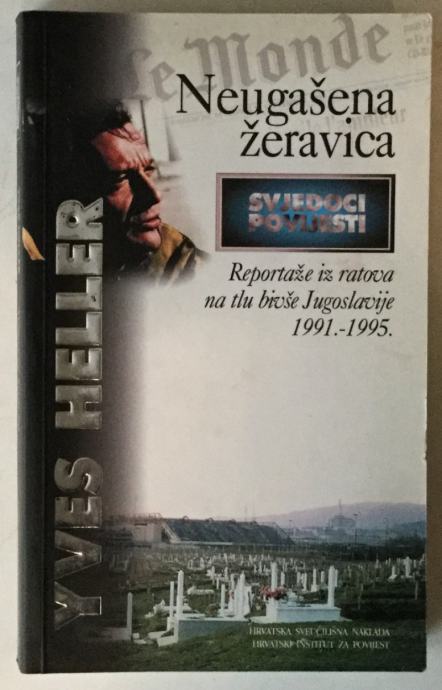 Le Monde
Neugašena
žeravica
SVJEDOCI
POVIJESTI
Reportaže iz ratova
na tlu bivše Jugoslavije
1991.-1995.
YVES HELLER
HRVATSKA SVEUČILIŠNA NAKLADA
HRVATSKI INSTITUT ZA POVIJEST